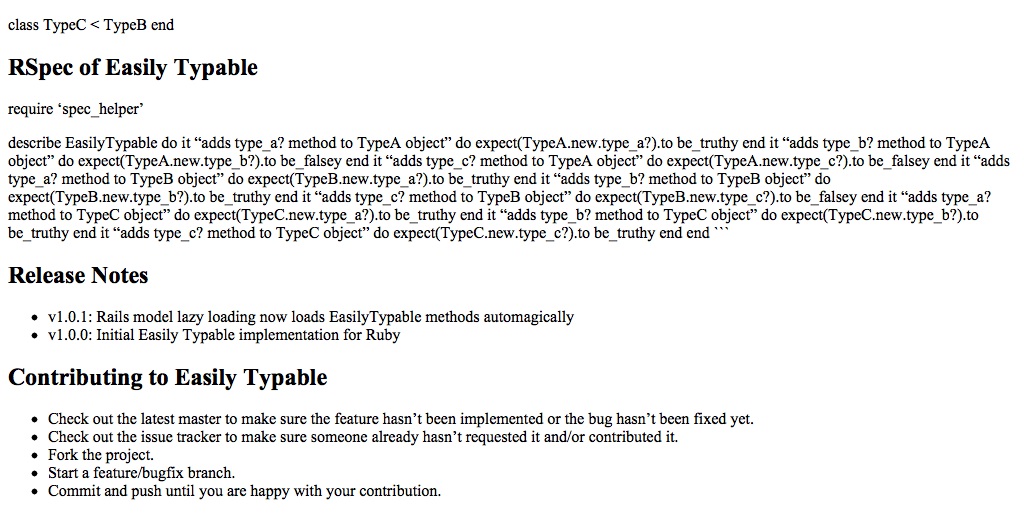 class TypeC < TypeB end
RSpec of Easily Typable
require ‘spec_helper’
describe EasilyTypable do it “adds type_a? method to TypeA object” do expect(TypeA.new.type_a?).to be_truthy end it “adds type_b? method to TypeA
object” do expect(TypeA.new.type_b?).to be_falsey end it “adds type_c? method to TypeA object” do expect(TypeA.new.type_c?).to be_falsey end it “adds
type_a? method to TypeB object” do expect(TypeB.new.type_a?).to be_truthy end it “adds type_b? method to TypeB object” do
expect(TypeB.new.type_b?).to be_truthy end it “adds type_c? method to TypeB object” do expect(TypeB.new.type_c?).to be_falsey end it “adds type_a?
method to TypeC object” do expect(TypeC.new.type_a?).to be_truthy end it “adds type_b? method to TypeC object” do expect(TypeC.new.type_b?).to
be_truthy end it “adds type_c? method to TypeC object” do expect(TypeC.new.type_c?).to be_truthy end end ```
Release Notes
• v1.0.1: Rails model lazy loading now loads EasilyTypable methods automagically
• v1.0.0: Initial Easily Typable implementation for Ruby
Contributing to Easily Typable
• Check out the latest master to make sure the feature hasn’t been implemented or the bug hasn’t been fixed yet.
• Check out the issue tracker to make sure someone already hasn’t requested it and/or contributed it.
• Fork the project.
• Start a feature/bugfix branch.
• Commit and push until you are happy with your contribution.